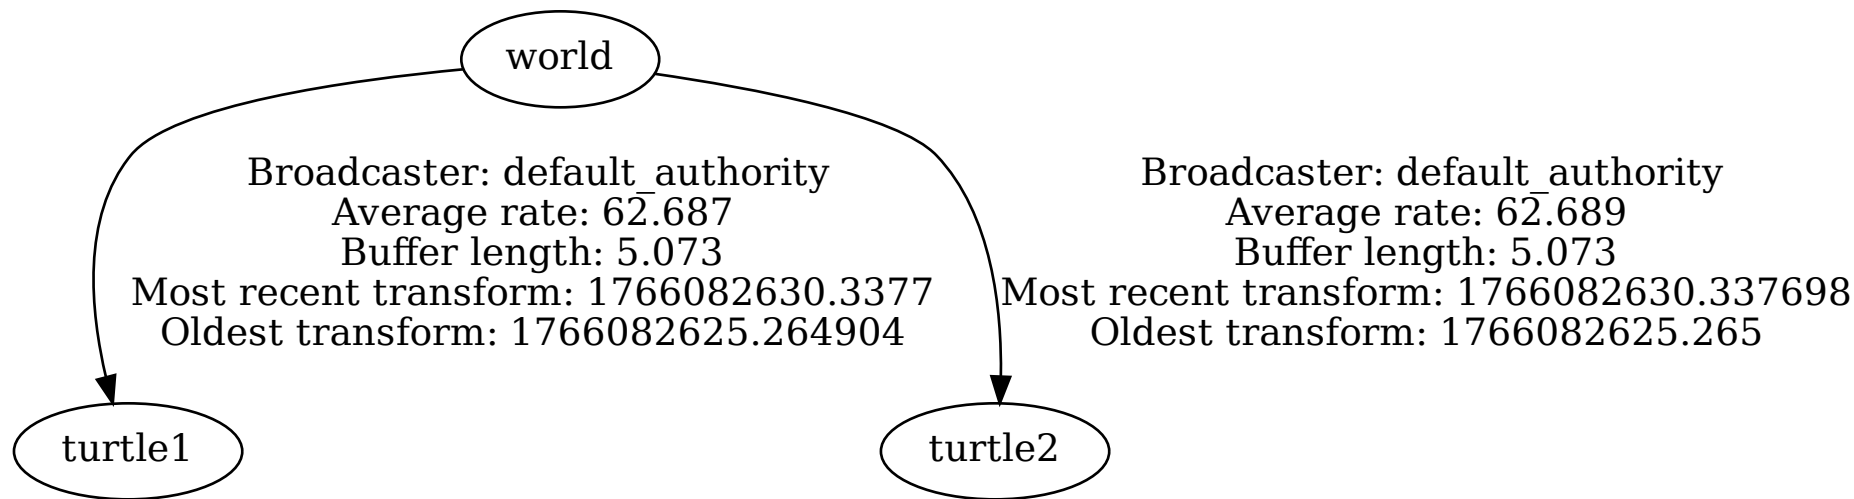 world
Broadcaster: default_authority
Average rate: 62.687
Buffer length: 5.073
Most recent transform: 1766082630.3377
Oldest transform: 1766082625.264904
Broadcaster: default_authority
Average rate: 62.689
Buffer length: 5.073
Most recent transform: 1766082630.337698
Oldest transform: 1766082625.265
turtle1
turtle2